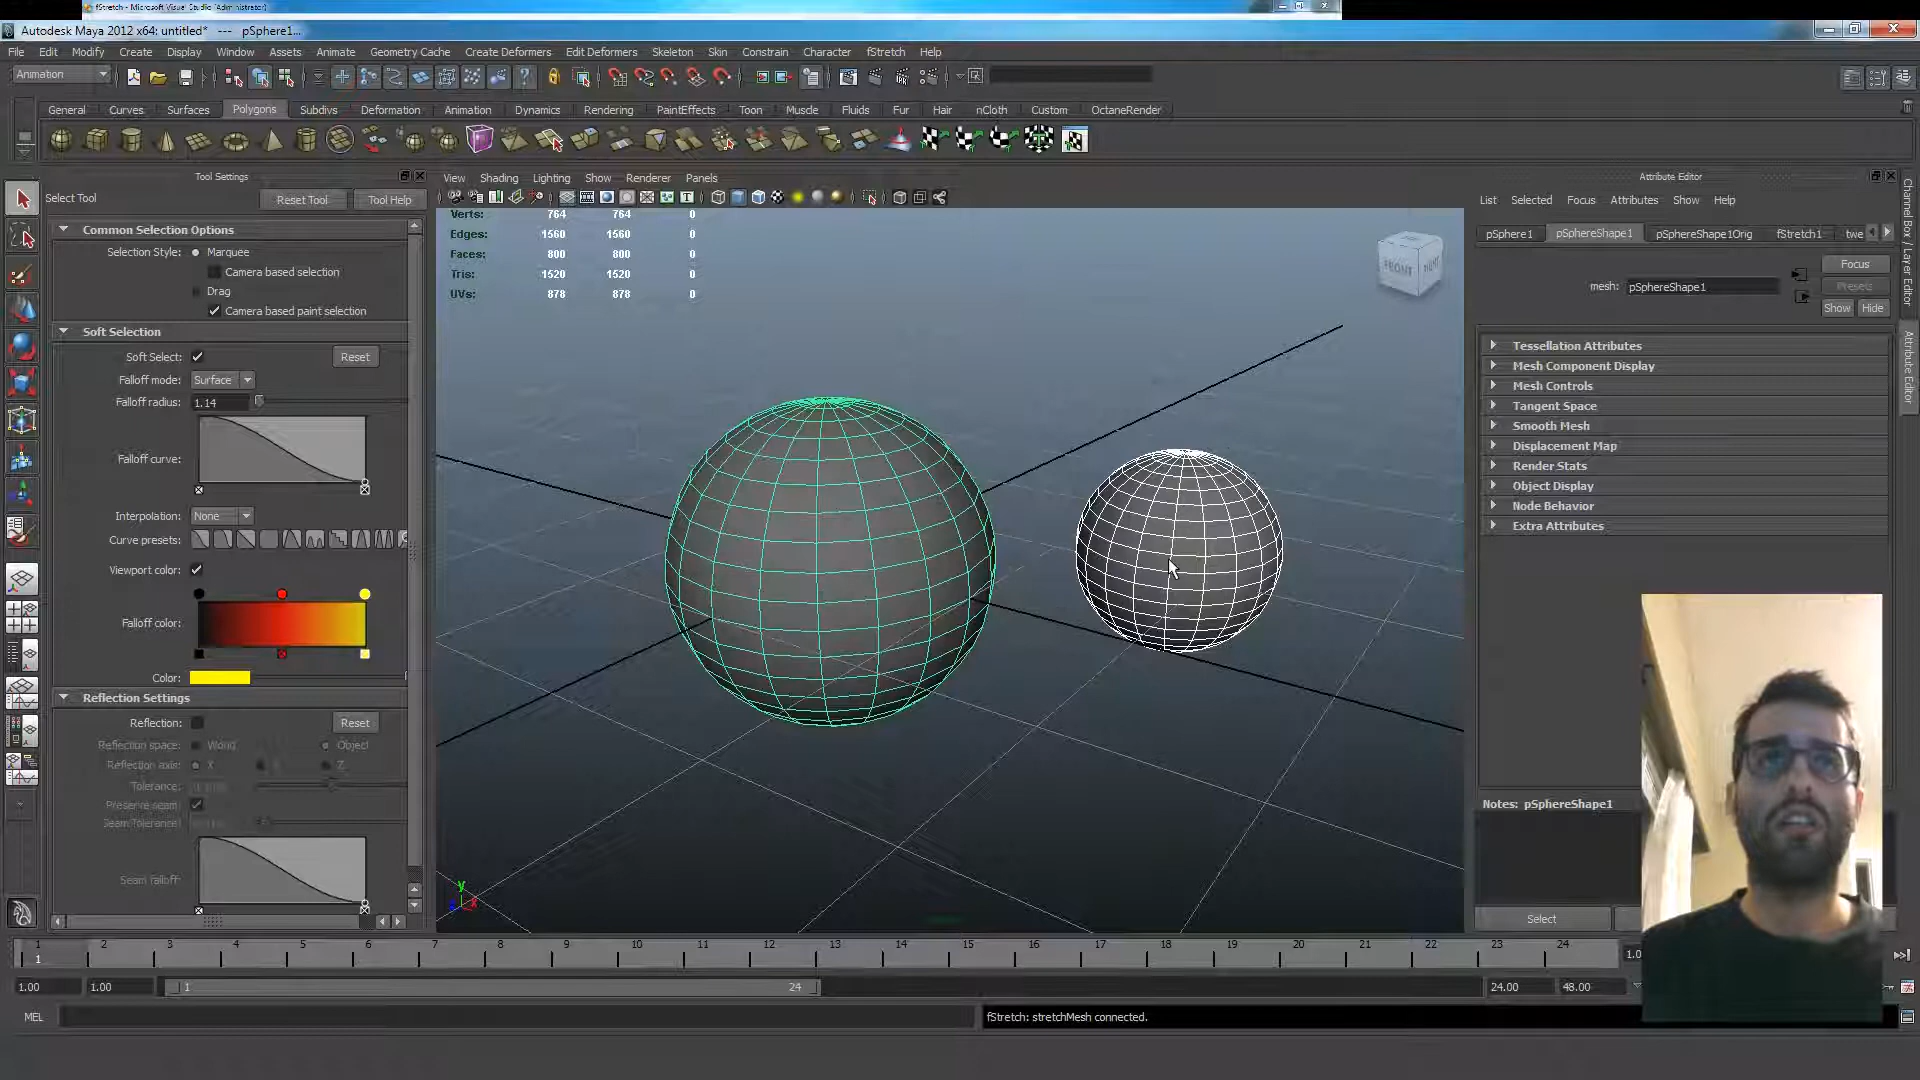 fStretch - Microsoft Visual Studio (Administrator)
Autodesk Maya 2012 x64: untitled* --- pSphere1...
File Edit Modify Create Display Window Assets Animate Geometry Cache Create Deformers Edit Deformers Skeleton Skin Constrain Character fStretch Help
Animation
General Curves Surfaces Polygons Subdivs Deformation Animation Dynamics Rendering PaintEffects Toon Muscle Fluids Fur Hair nCloth Custom OctaneRender
Tool Settings
Select Tool Reset Tool Tool Help
Common Selection Options
Selection Style: Marquee
Camera based selection
Drag
Camera based paint selection
Soft Selection
Soft Select: Reset
Falloff mode: Surface
Falloff radius: 1.14
Falloff curve:
Interpolation: None
Curve presets:
Viewport color:
Falloff color:
Color:
Reflection Settings
Reflection: Reset
Reflection space: World Object
Reflection axis: X Z
Tolerance:
Preserve seam:
Seam Tolerance:
Seam falloff:
View Shading Lighting Show Renderer Panels
Verts: 764 764 0
Edges: 1560 1560 0
Faces: 800 800 0
Tris: 1520 1520 0
UVs: 878 878 0
FRONT
y
x
Attribute Editor
List Selected Focus Attributes Show Help
pSphere1 pSphereShape1 pSphereShape1Orig fStretch1 twe
Focus
mesh: pSphereShape1 Presets
Show Hide
Tessellation Attributes
Mesh Component Display
Mesh Controls
Tangent Space
Smooth Mesh
Displacement Map
Render Stats
Object Display
Node Behavior
Extra Attributes
Notes: pSphereShape1
Select
Channel Box / Layer Editor
Attribute Editor
1 2 3 4 5 6 7 8 9 10 11 12 13 14 15 16 17 18 19 20 21 22 23 24
1 1.0
1.00 1.00 1 24 24.00 48.00
MEL fStretch: stretchMesh connected.